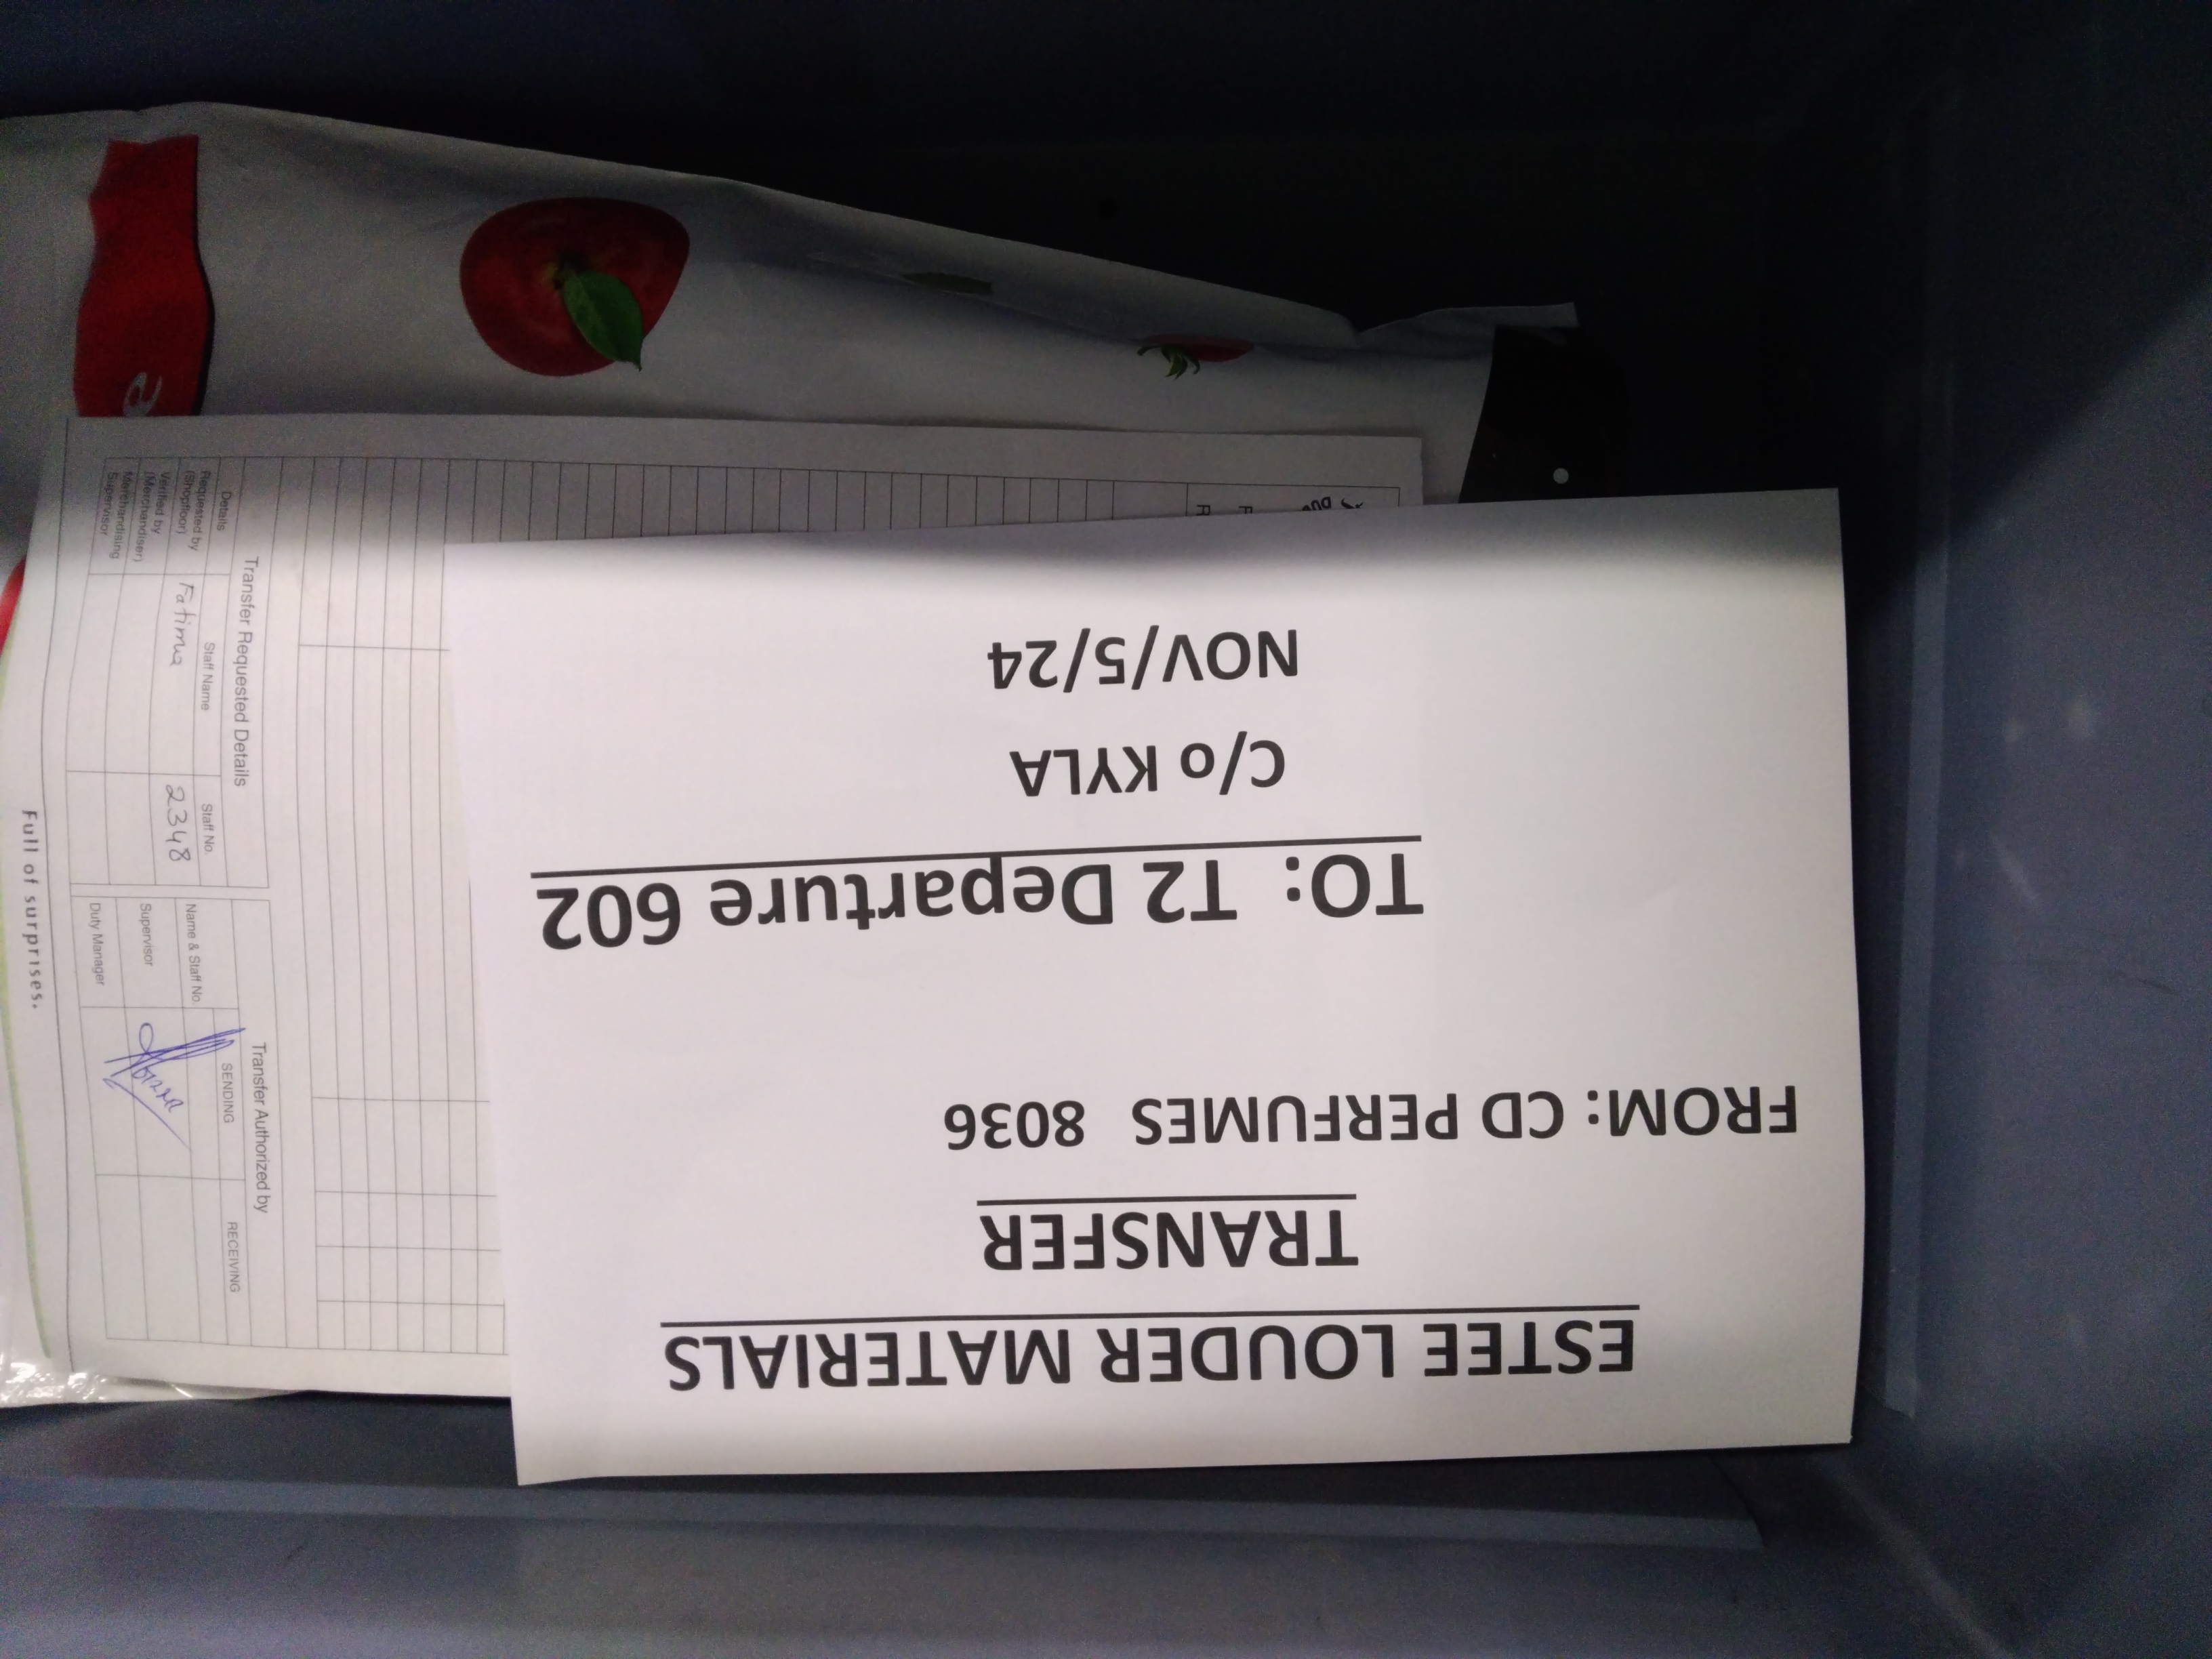 ESTEE LOUDER MATERIALS
TRANSFER
FROM: CD PERFUMES 8036
TO: T2 Departure 602
C/o KYLA
NOV/5/24
Transfer Requested Details
Details Staff Name Staff No.
Requested by (Shopfloor) Fatima 2348
Verified by (Merchandiser)
Merchandising Supervisor
Transfer Authorized by
Name & Staff No. SENDING RECEIVING
Supervisor
Duty Manager
Full of surprises.